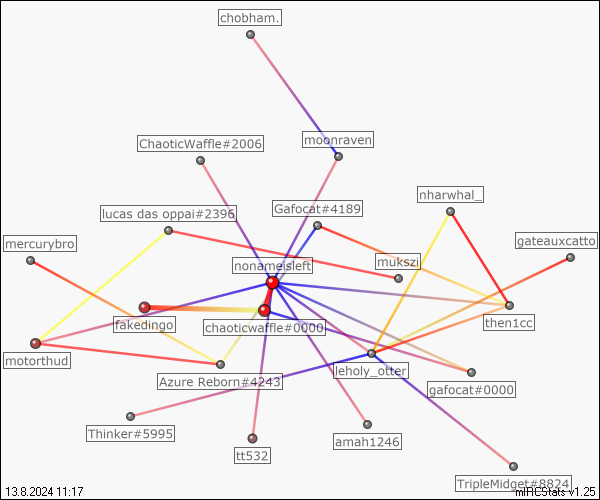 chobham.
ChaoticWaffle#2006
moonraven
nharwhal_
lucas das oppai#2396
Gafocat#4189
mercurybro
gateauxcatto
nonameisleft
mukszi
fakedingo
chaoticwaffle#0000
then1cc
motorthud
leholy_otter
Azure Reborn#4243
gafocat#0000
Thinker#5995
amah1246
tt532
TripleMidget#8824
13.8.2024 11:17
mIRCStats v1.25